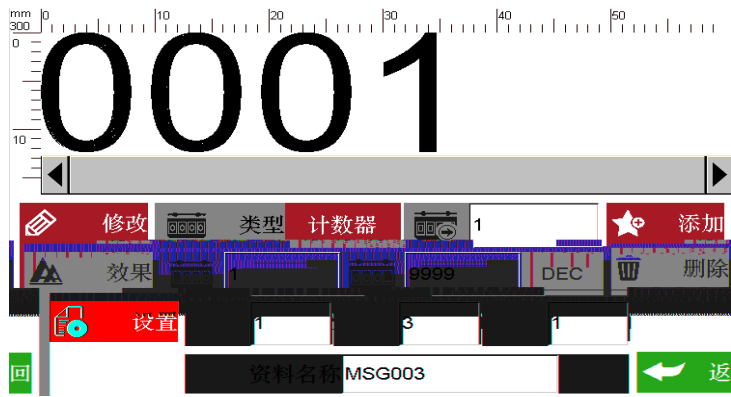 mm 0 10 20 30 40 50
300
0
0001
10
修改 类型 计数器 1 添加
效果 1 9999 DEC 删除
设置 1 3 1
回 资料名称 MSG003 返